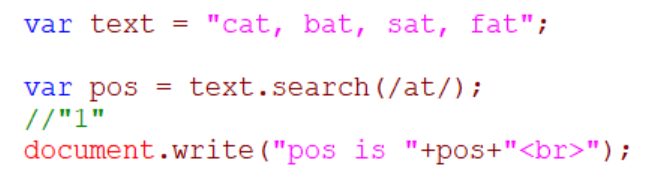 var text = "cat, bat, sat, fat";
var pos = text.search(/at/);
//"1"
document.write("pos is "+pos+"<br>");